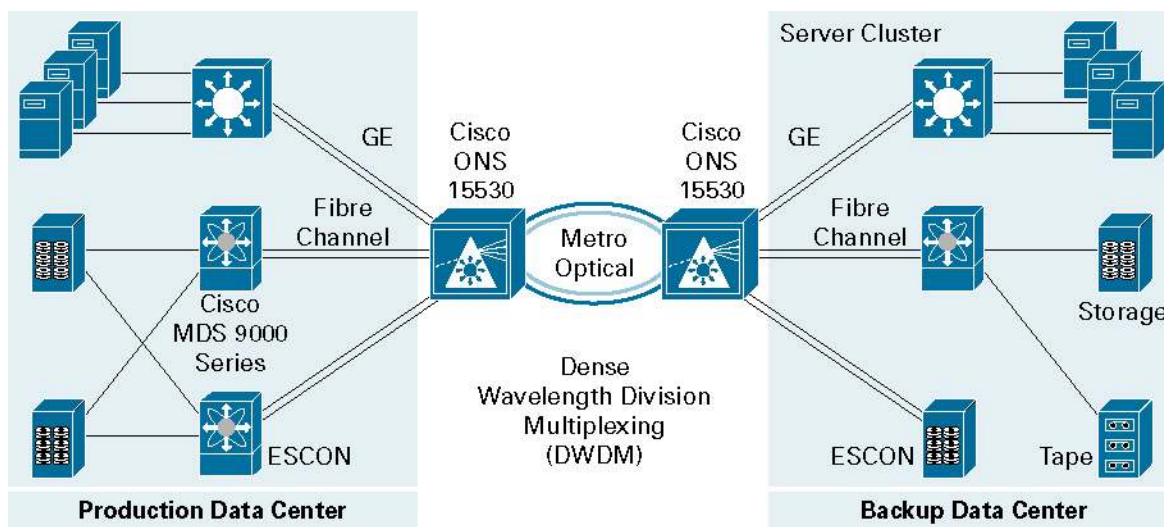 Server Cluster
GE
Cisco
ONS
15530
Cisco
ONS
15530
GE
Fibre
Channel
Metro
Optical
Fibre
Channel
Cisco
MDS 9000
Series
Storage
Dense
Wavelength Division
Multiplexing
(DWDM)
ESCON
ESCON
Tape
Production Data Center
Backup Data Center